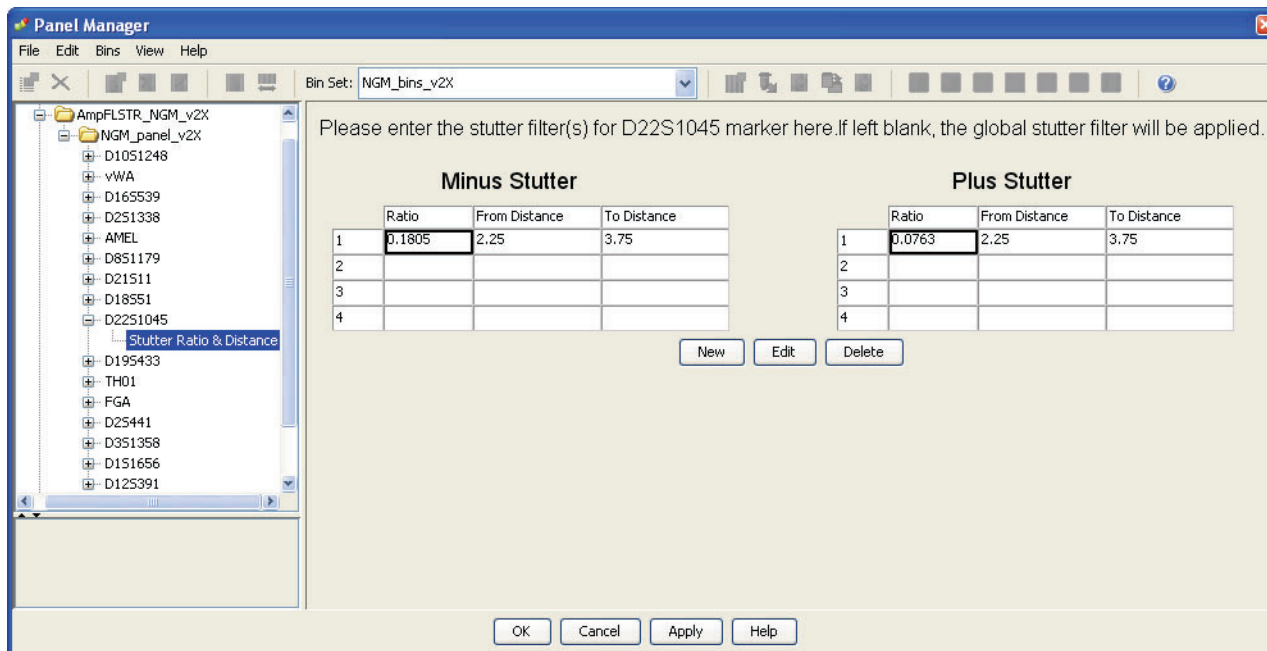 Panel Manager
File Edit Bins View Help
Bin Set: NGM_bins_v2X
AmpFLSTR_NGM_v2X
NGM_panel_v2X
D10S1248
vWA
D16S539
D2S1338
AMEL
D8S1179
D21S11
D18S51
D22S1045
Stutter Ratio & Distance
D19S433
TH01
FGA
D2S441
D3S1358
D1S1656
D12S391
Please enter the stutter filter(s) for D22S1045 marker here.If left blank, the global stutter filter will be applied.
Minus Stutter
Ratio From Distance To Distance
1 0.1805 2.25 3.75
2
3
4
Plus Stutter
Ratio From Distance To Distance
1 0.0763 2.25 3.75
2
3
4
New Edit Delete
OK Cancel Apply Help